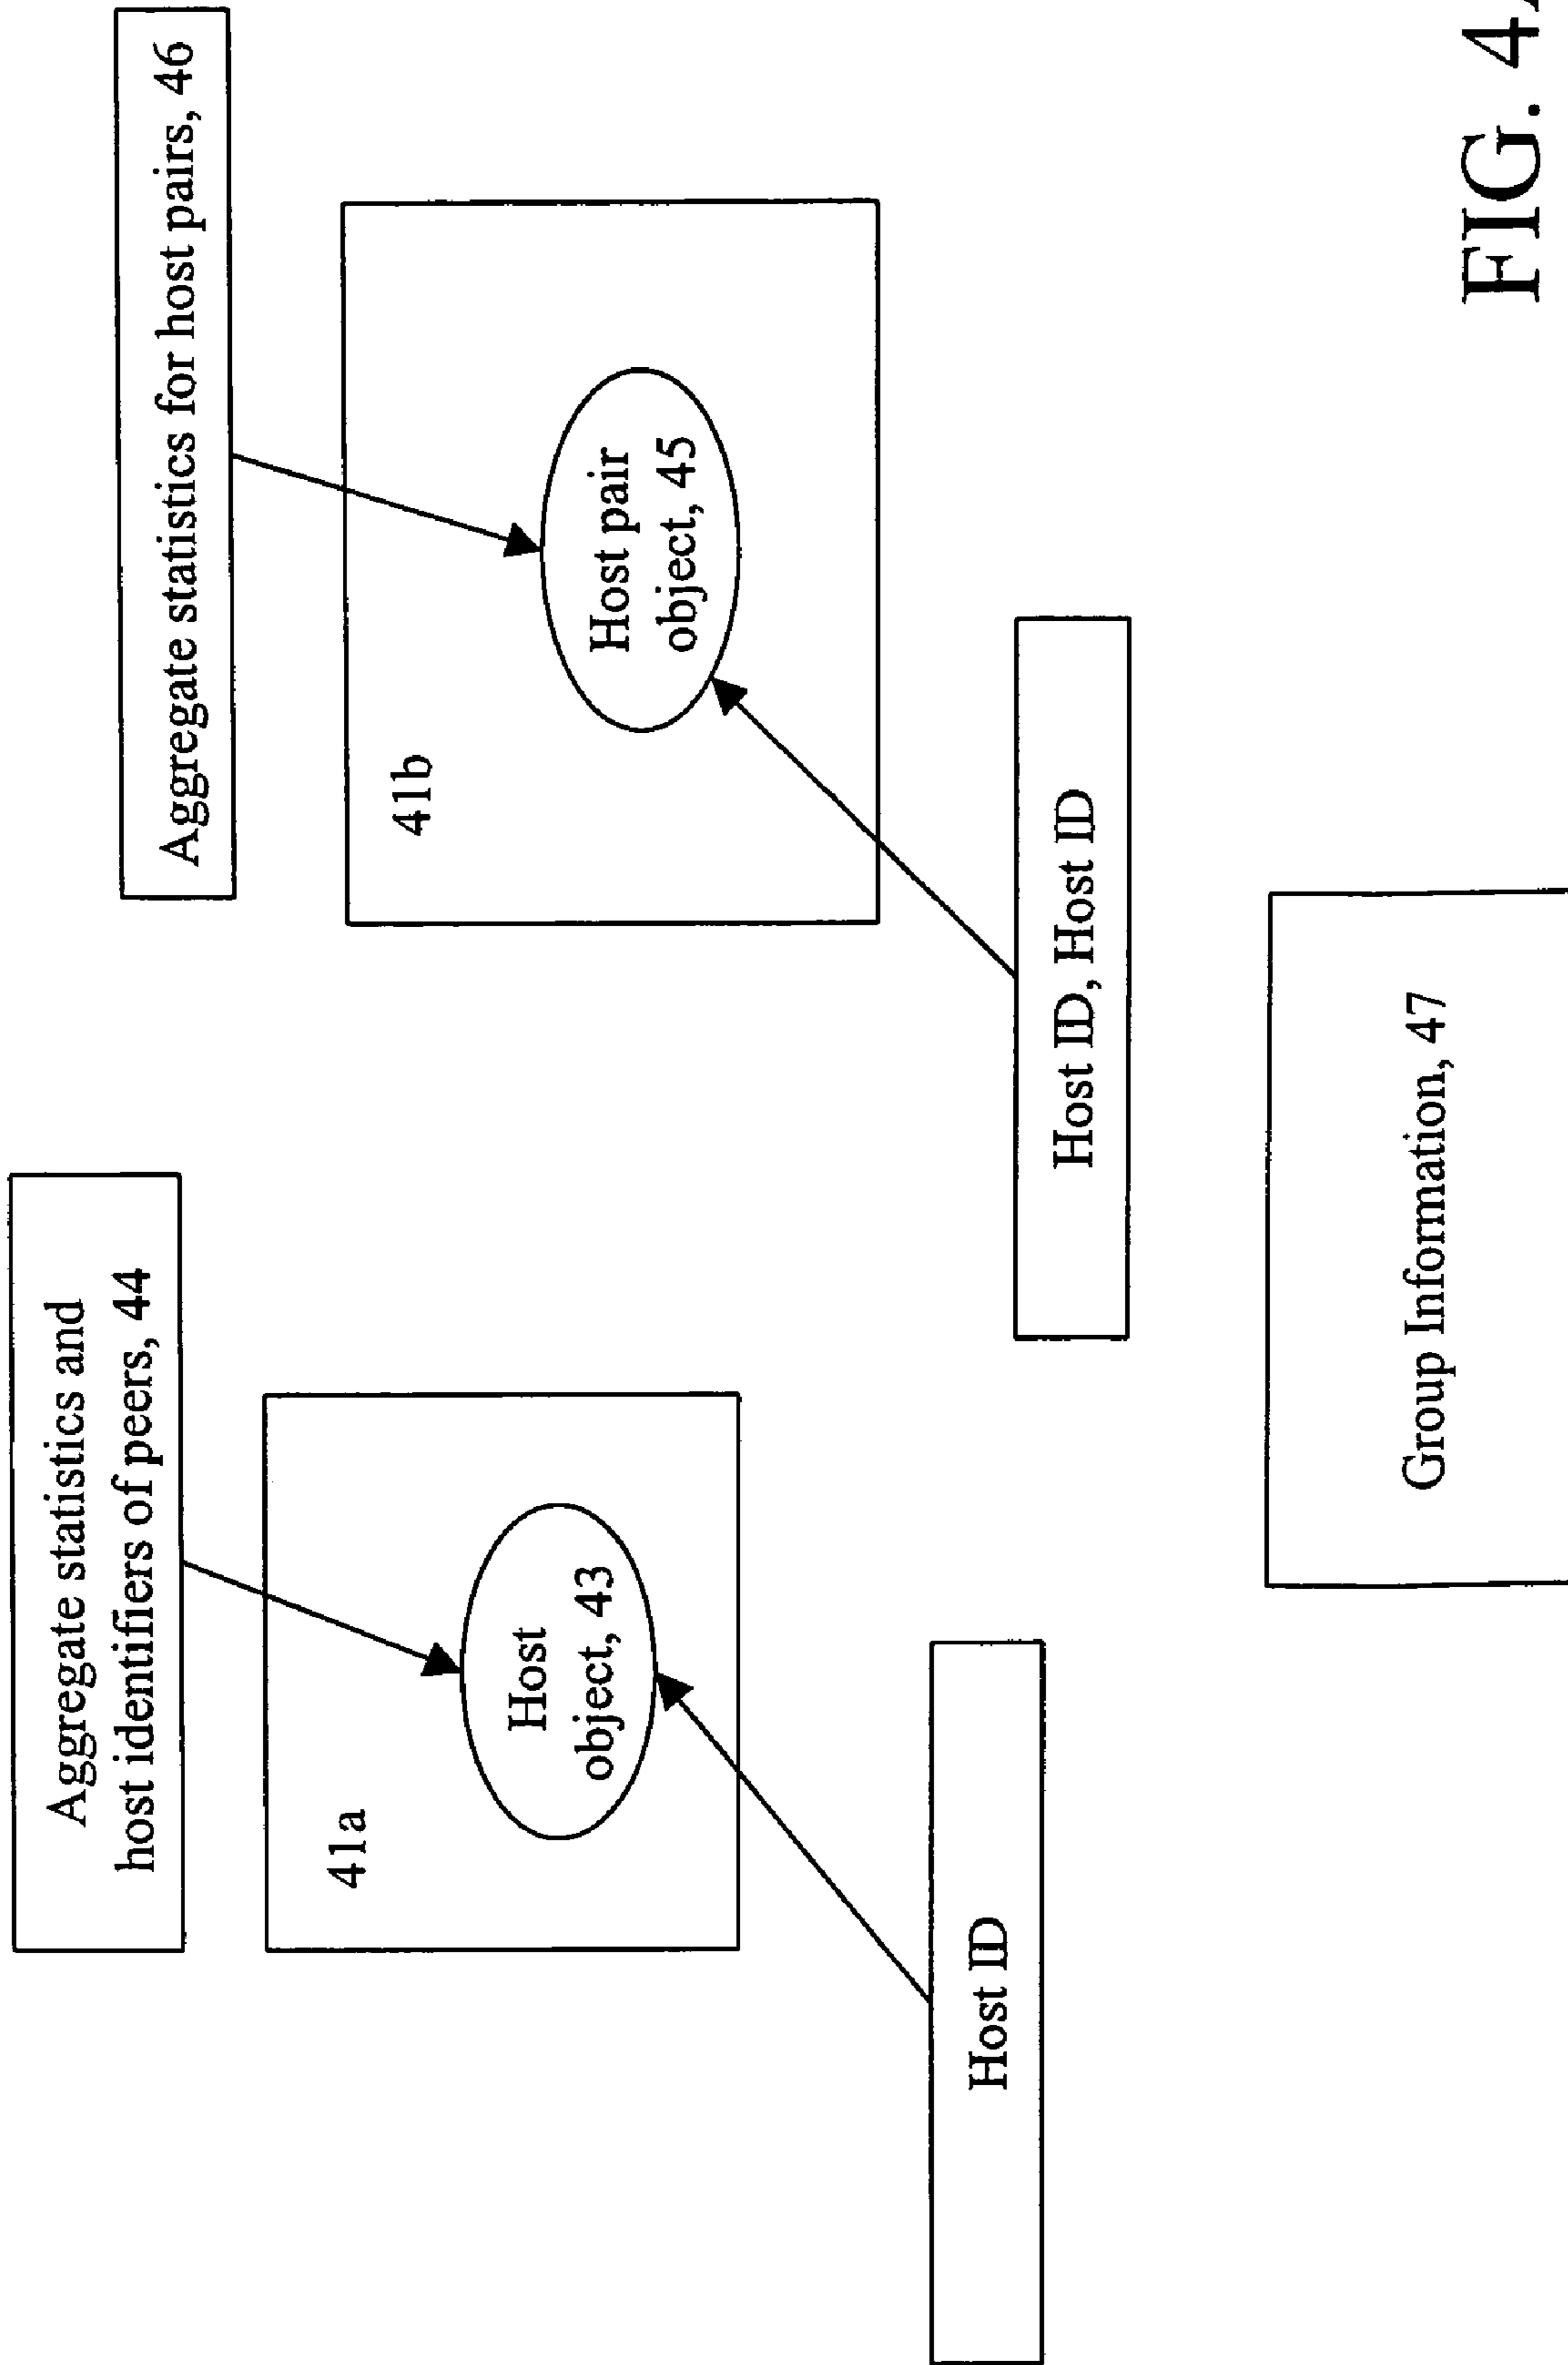 Aggregate statistics and
host identifiers of peers, 44
41a
Host
object, 43
Host ID
Aggregate statistics for host pairs, 46
41b
Host pair
object, 45
Host ID, Host ID
Group Information, 47
FIG. 4